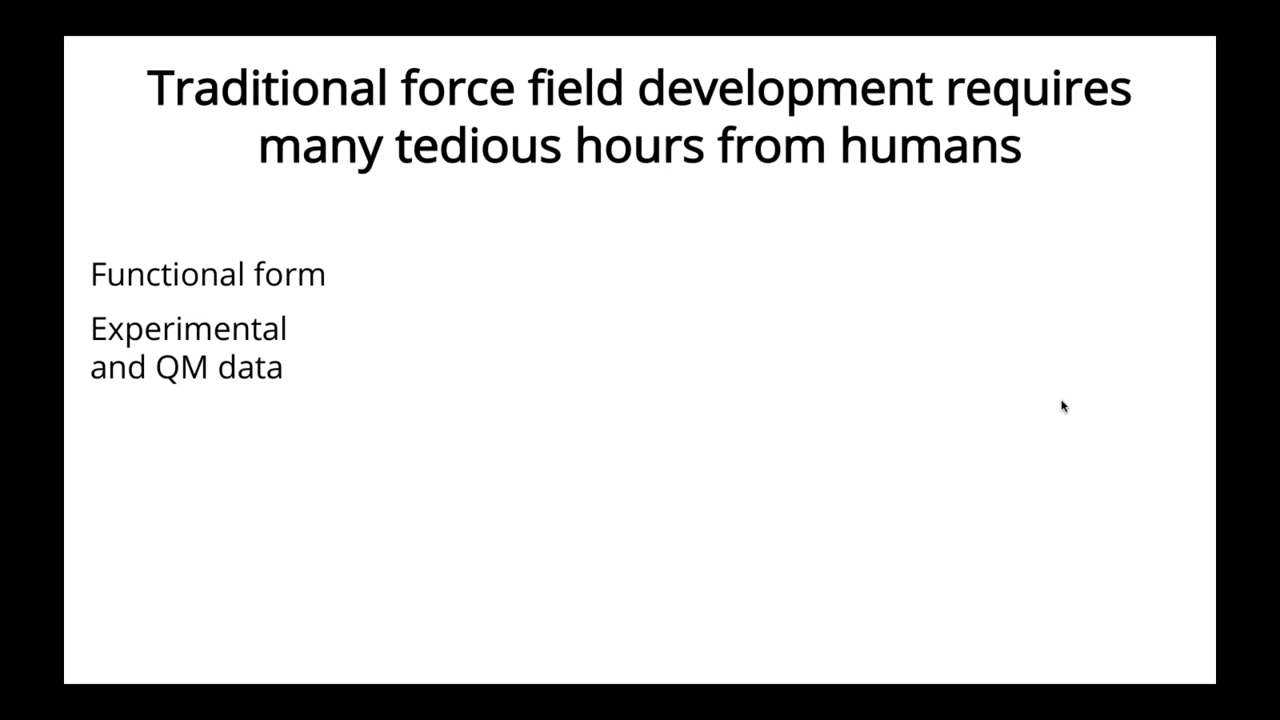 Traditional force field development requires
many tedious hours from humans
Functional form
Experimental
and QM data